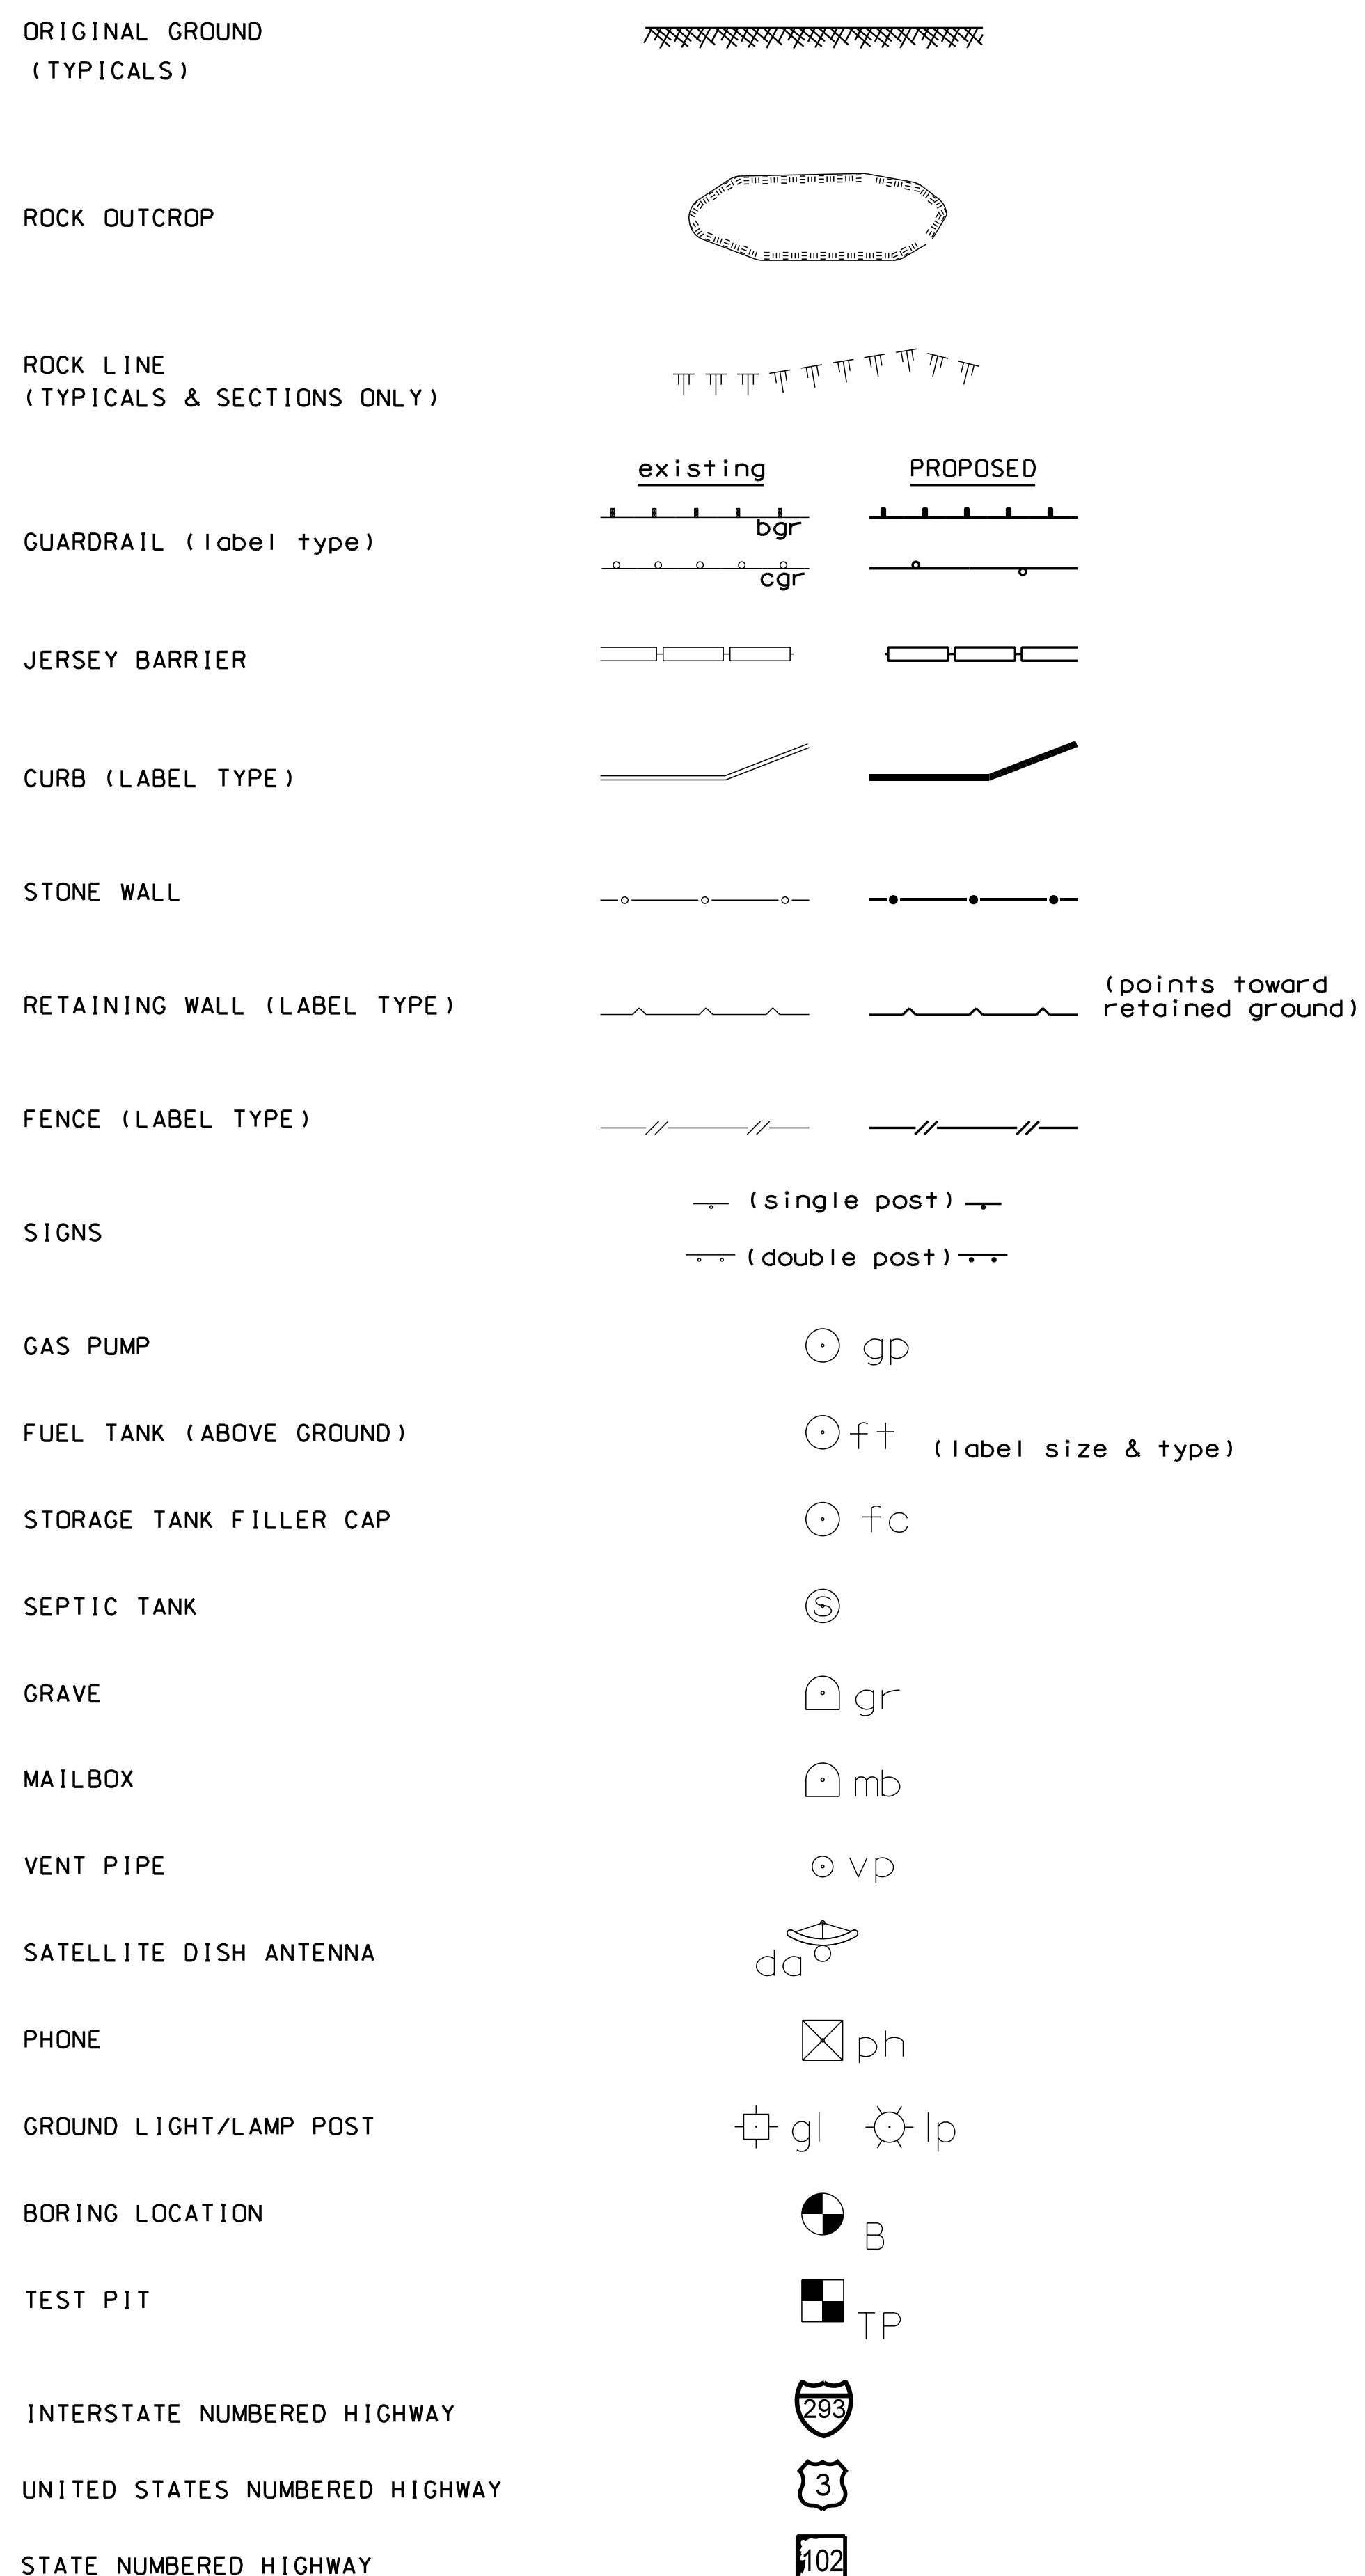 ORIGINAL GROUND
(TYPICALS)
ROCK OUTCROP
ROCK LINE
(TYPICALS & SECTIONS ONLY)
existing PROPOSED
GUARDRAIL (label type)
bgr
cgr
JERSEY BARRIER
CURB (LABEL TYPE)
STONE WALL
RETAINING WALL (LABEL TYPE)
(points toward
retained ground)
FENCE (LABEL TYPE)
SIGNS
(single post)
(double post)
GAS PUMP gp
FUEL TANK (ABOVE GROUND) ft (label size & type)
STORAGE TANK FILLER CAP fc
SEPTIC TANK S
GRAVE gr
MAILBOX mb
VENT PIPE vp
SATELLITE DISH ANTENNA da
PHONE ph
GROUND LIGHT/LAMP POST gl lp
BORING LOCATION B
TEST PIT TP
INTERSTATE NUMBERED HIGHWAY 293
UNITED STATES NUMBERED HIGHWAY 3
STATE NUMBERED HIGHWAY 102